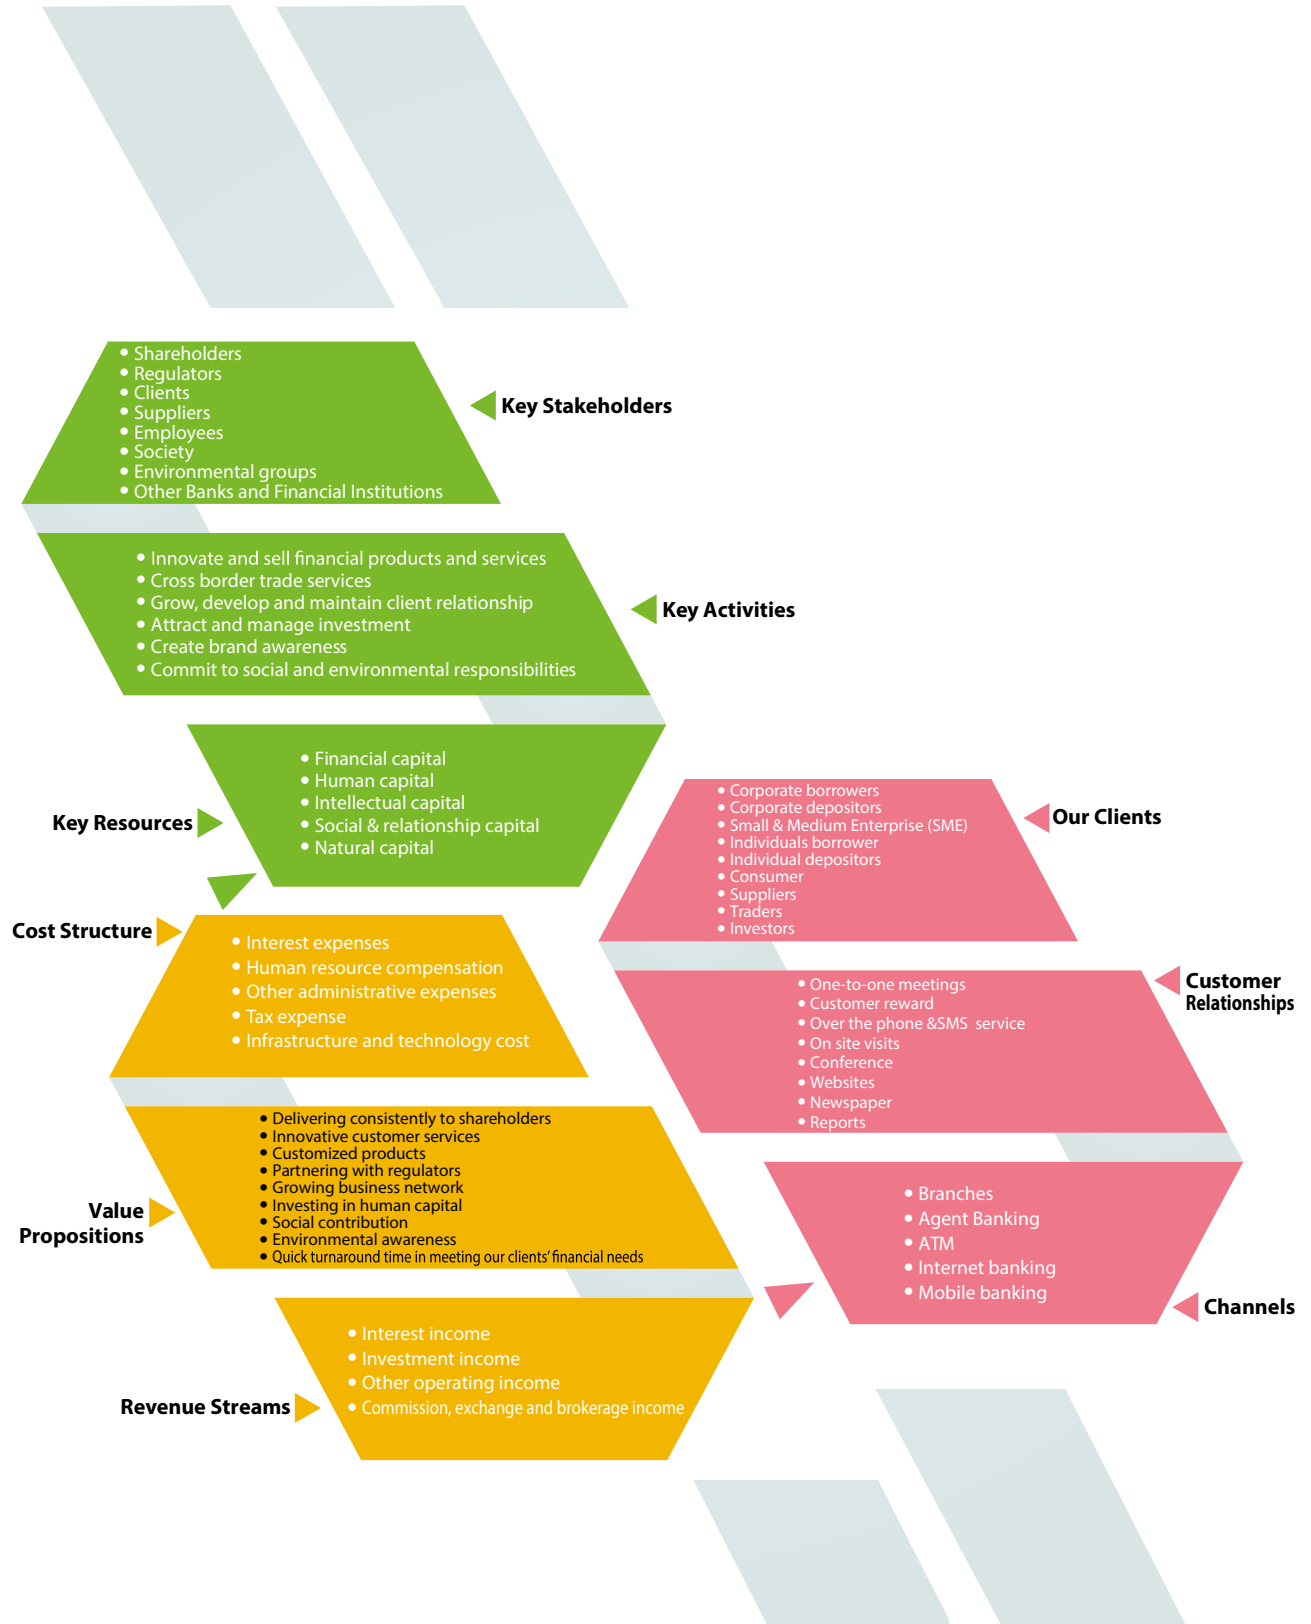 • Shareholders
• Regulators
• Clients
• Suppliers
• Employees
• Society
• Environmental groups
• Other Banks and Financial Institutions
Key Stakeholders
• Innovate and sell financial products and services
• Cross border trade services
• Grow, develop and maintain client relationship
• Attract and manage investment
• Create brand awareness
• Commit to social and environmental responsibilities
Key Activities
Key Resources
• Financial capital
• Human capital
• Intellectual capital
• Social & relationship capital
• Natural capital
Cost Structure
• Interest expenses
• Human resource compensation
• Other administrative expenses
• Tax expense
• Infrastructure and technology cost
Value
Propositions
• Delivering consistently to shareholders
• Innovative customer services
• Customized products
• Partnering with regulators
• Growing business network
• Investing in human capital
• Social contribution
• Environmental awareness
• Quick turnaround time in meeting our clients' financial needs
Revenue Streams
• Interest income
• Investment income
• Other operating income
• Commission, exchange and brokerage income
• Corporate borrowers
• Corporate depositors
• Small & Medium Enterprise (SME)
• Individuals borrower
• Individual depositors
• Consumer
• Suppliers
• Traders
• Investors
Our Clients
• One-to-one meetings
• Customer reward
• Over the phone &SMS service
• On site visits
• Conference
• Websites
• Newspaper
• Reports
Customer
Relationships
• Branches
• Agent Banking
• ATM
• Internet banking
• Mobile banking
Channels